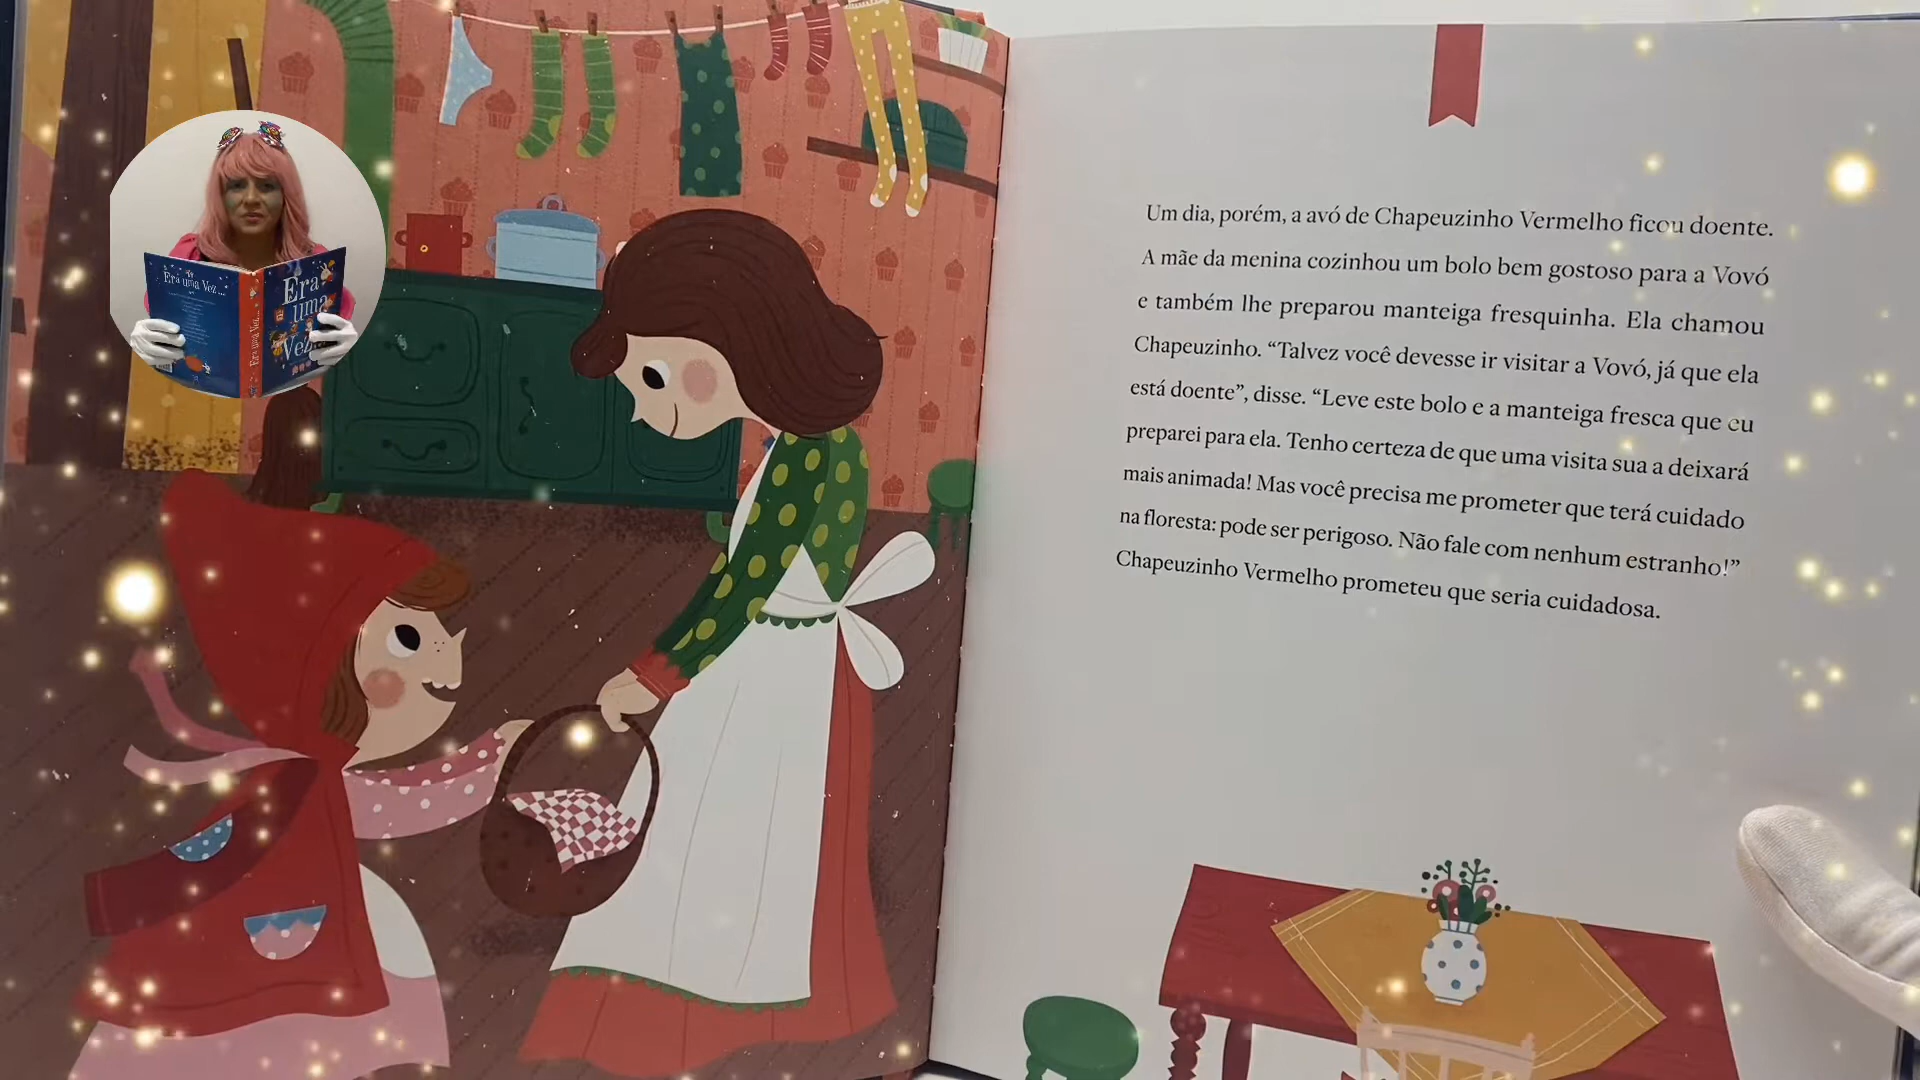 Era uma Vez...
Era uma Vez...
Era
uma
Vez
Um dia, porém, a avó de Chapeuzinho Vermelho ficou doente.
A mãe da menina cozinhou um bolo bem gostoso para a Vovó
e também lhe preparou manteiga fresquinha. Ela chamou
Chapeuzinho. “Talvez você devesse ir visitar a Vovó, já que ela
está doente”, disse. “Leve este bolo e a manteiga fresca que eu
preparei para ela. Tenho certeza de que uma visita sua a deixará
mais animada! Mas você precisa me prometer que terá cuidado
na floresta: pode ser perigoso. Não fale com nenhum estranho!”
Chapeuzinho Vermelho prometeu que seria cuidadosa.